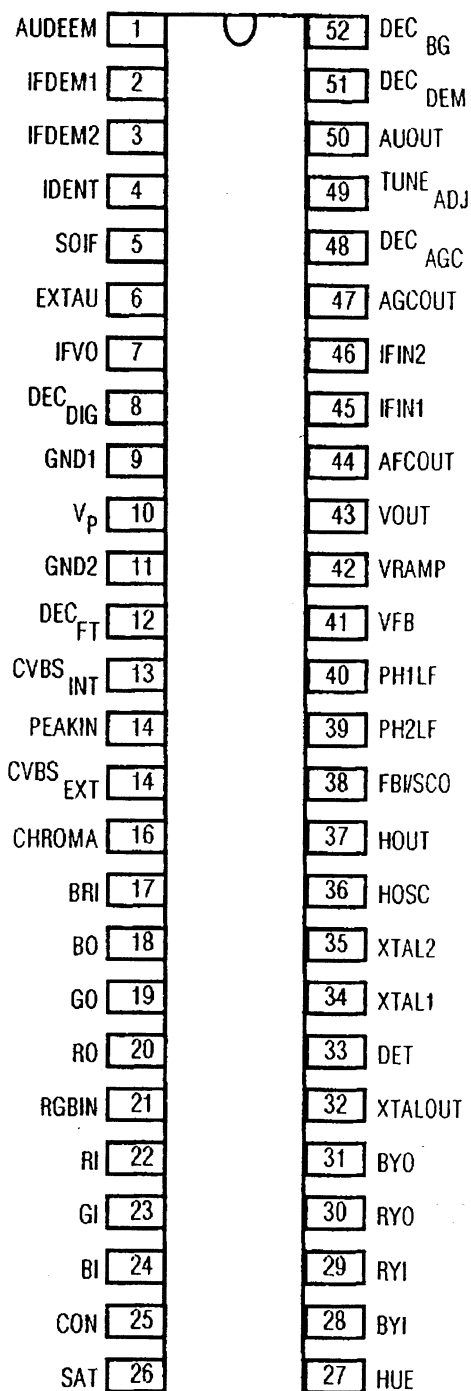 AUDEEM 1 52 DEC BG
IFDEM1 2 51 DEC DEM
IFDEM2 3 50 AUOUT
IDENT 4 49 TUNE ADJ
SOIF 5 48 DEC AGC
EXTAU 6 47 AGCOUT
IFVO 7 46 IFIN2
DEC DIG 8 45 IFIN1
GND1 9 44 AFCOUT
VP 10 43 VOUT
GND2 11 42 VRAMP
DEC FT 12 41 VFB
CVBS INT 13 40 PH1LF
PEAKIN 14 39 PH2LF
CVBS EXT 14 38 FBI/SCO
CHROMA 16 37 HOUT
BRI 17 36 HOSC
BO 18 35 XTAL2
GO 19 34 XTAL1
RO 20 33 DET
RGBIN 21 32 XTALOUT
RI 22 31 BYO
GI 23 30 RYO
BI 24 29 RYI
CON 25 28 BYI
SAT 26 27 HUE